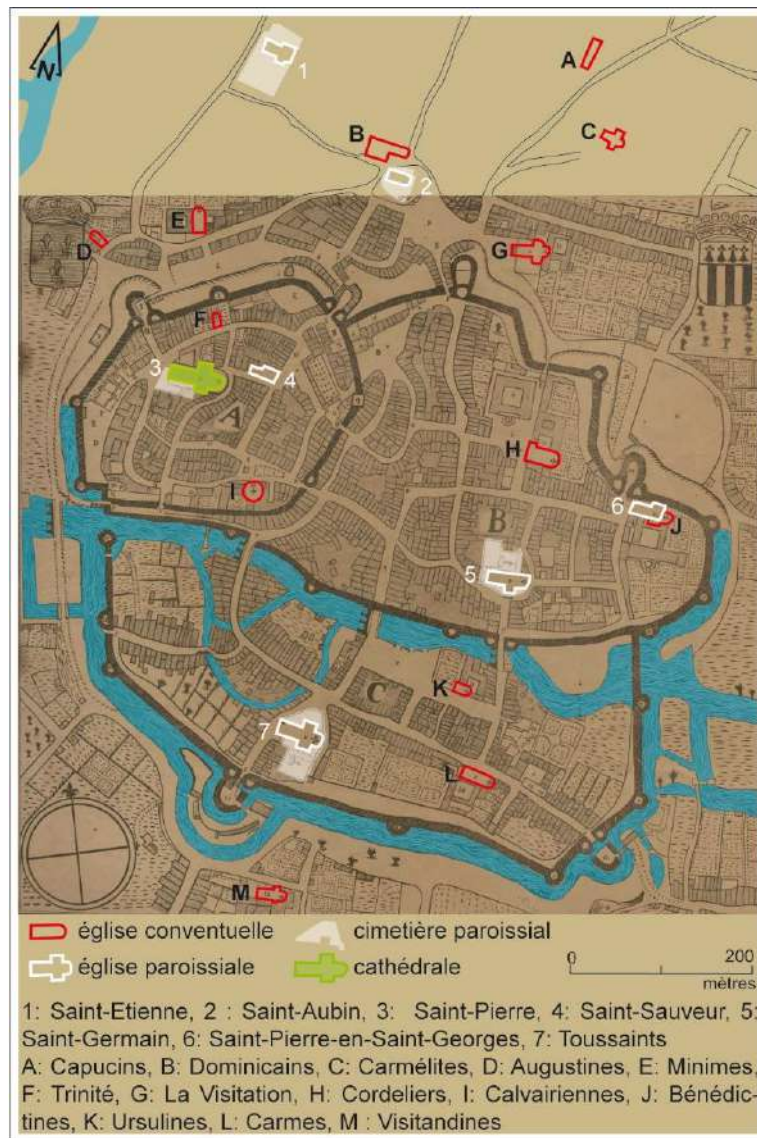 N
1
A
B
C
2
E
D
G
F
3
4
A
H
I
B
6
J
5
K
C
7
L
M
église conventuelle
cimetière paroissial
église paroissiale
cathédrale
0 200
mètres
1: Saint-Etienne, 2 : Saint-Aubin, 3: Saint-Pierre, 4: Saint-Sauveur, 5:
Saint-Germain, 6: Saint-Pierre-en-Saint-Georges, 7: Toussaints
A: Capucins, B: Dominicains, C: Carmélites, D: Augustines, E: Minimes,
F: Trinité, G: La Visitation, H: Cordeliers, I: Calvairiennes, J: Bénédic-
tines, K: Ursulines, L: Carmes, M : Visitandines